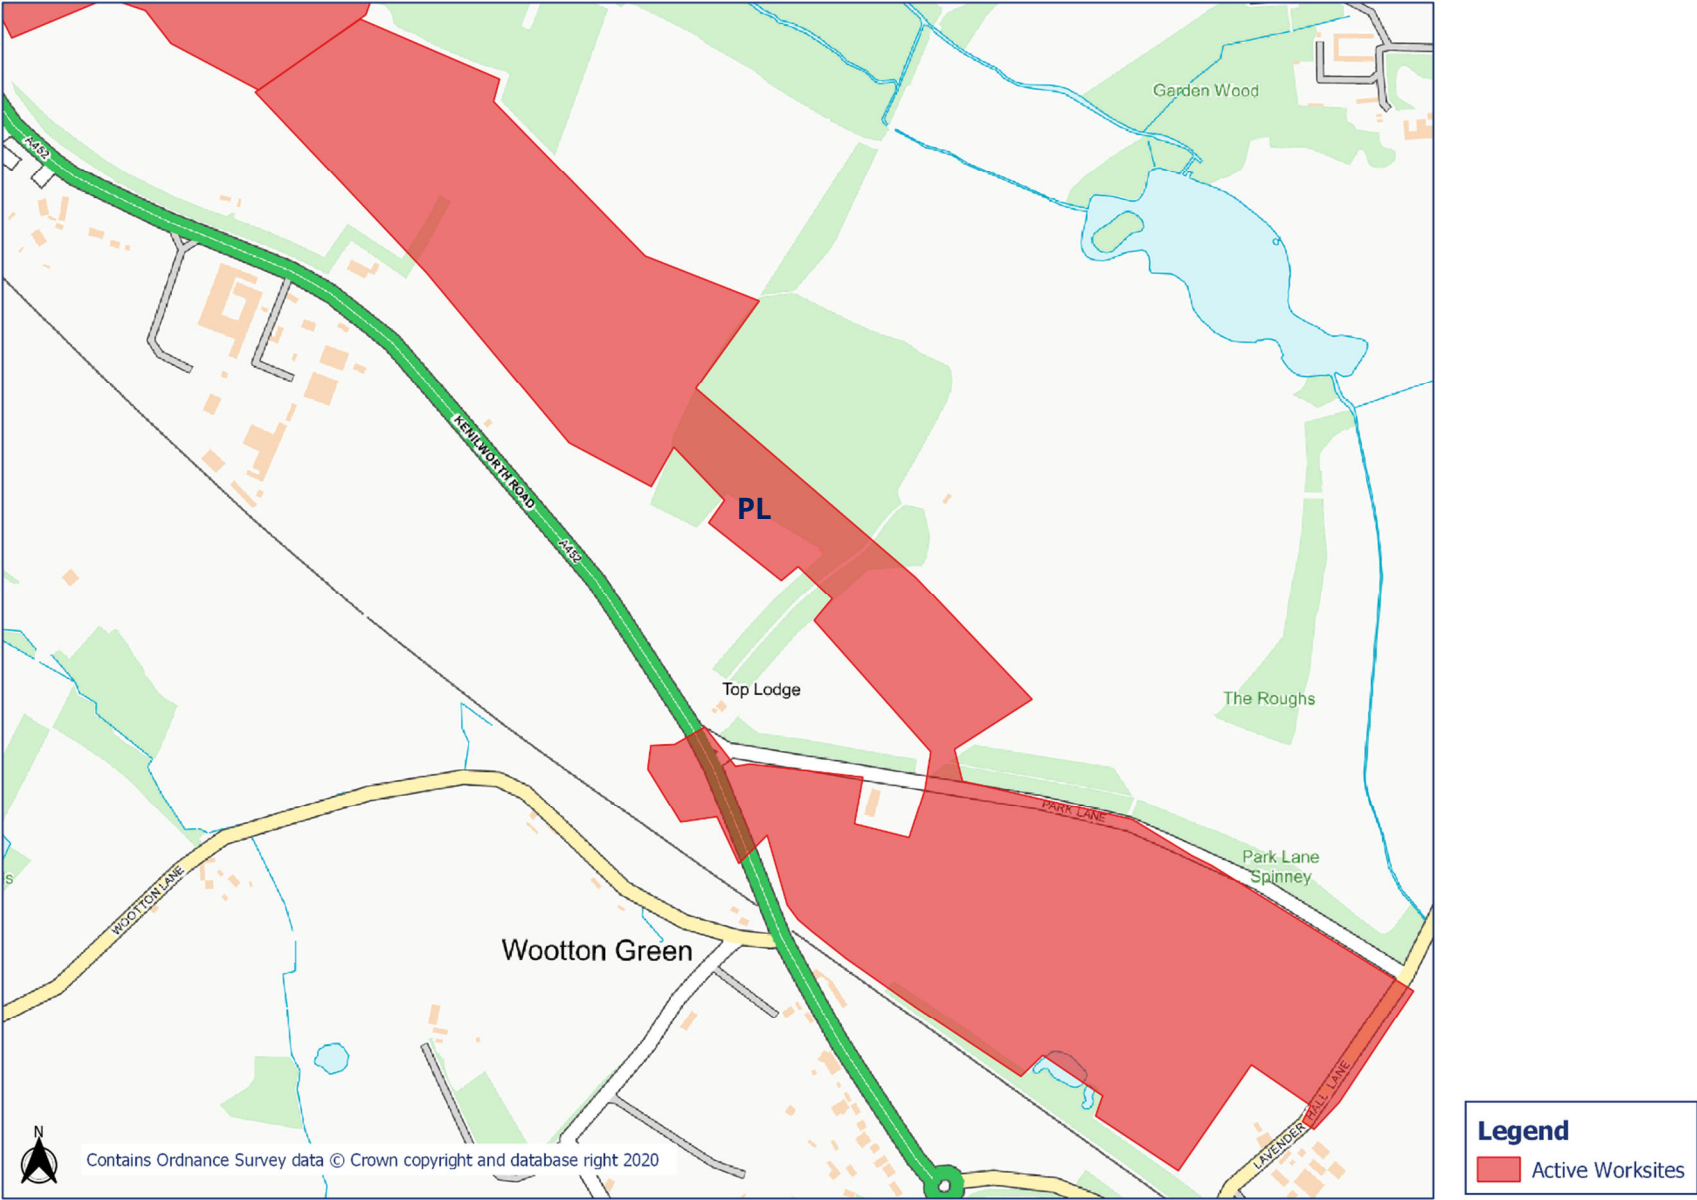 Garden Wood
A452
KENILWORTH ROAD
A452
PL
Top Lodge
The Roughs
PARK LANE
Park Lane
Spinney
s
WOOTTON LANE
Wootton Green
LAVENDER HALL LANE
N
Contains Ordnance Survey data © Crown copyright and database right 2020
Legend
Active Worksites